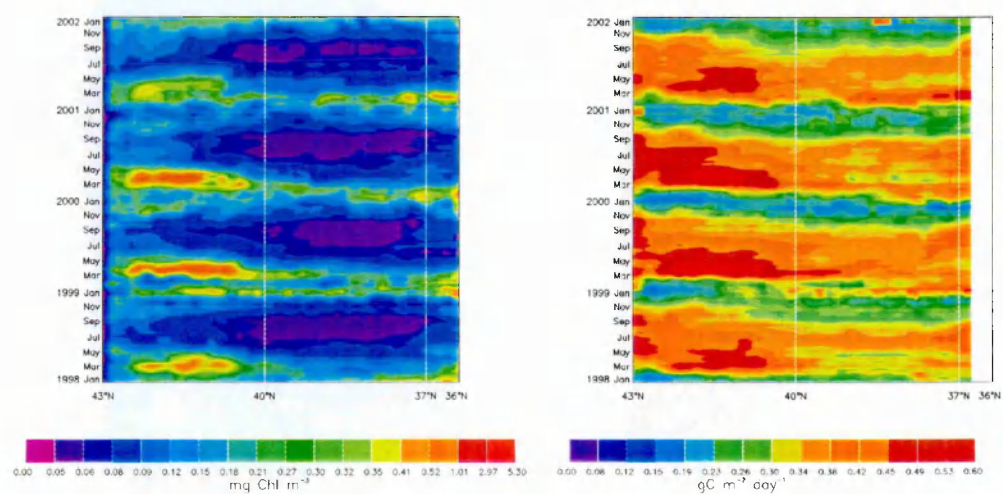 2002 Jan
Nov
Sep
Jul
May
Mar
2001 Jan
Nov
Sep
Jul
May
Mar
2000 Jan
Nov
Sep
Jul
May
Mar
1999 Jan
Nov
Sep
Jul
May
Mar
1998 Jan
43°N 40°N 37°N 36°N
0.00 0.05 0.06 0.08 0.09 0.12 0.15 0.18 0.21 0.27 0.30 0.32 0.35 0.41 0.52 1.01 2.97 5.30
mg Chl m⁻³
2002 Jan
Nov
Sep
Jul
May
Mar
2001 Jan
Nov
Sep
Jul
May
Mar
2000 Jan
Nov
Sep
Jul
May
Mar
1999 Jan
Nov
Sep
Jul
May
Mar
1998 Jan
43°N 40°N 37°N 36°N
0.00 0.08 0.12 0.15 0.19 0.23 0.26 0.30 0.34 0.38 0.42 0.45 0.49 0.53 0.60
gC m⁻² day⁻¹